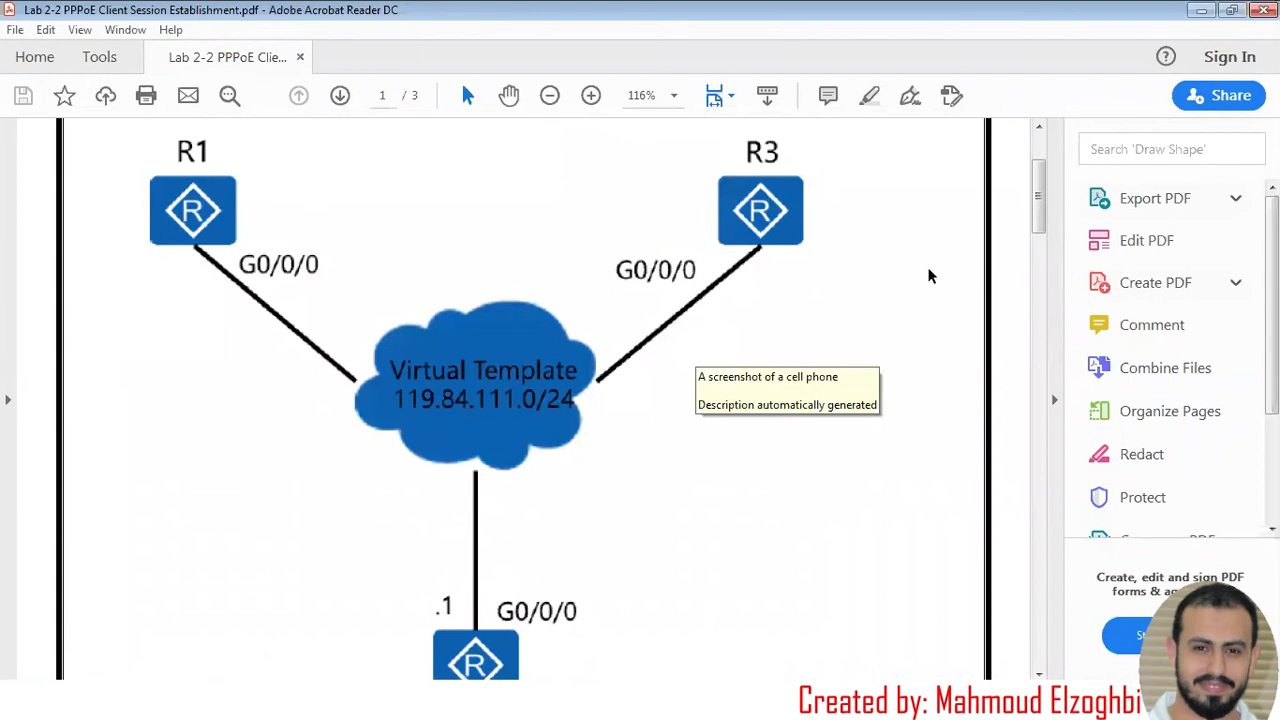 Lab 2-2 PPPoE Client Session Establishment.pdf - Adobe Acrobat Reader DC
File Edit View Window Help
Home Tools Lab 2-2 PPPoE Clie... × Sign In
1 / 3 116% Share
R1 R3
R R
G0/0/0 G0/0/0
Virtual Template
119.84.111.0/24
A screenshot of a cell phone
Description automatically generated
.1 G0/0/0
R
Search 'Draw Shape'
Export PDF
Edit PDF
Create PDF
Comment
Combine Files
Organize Pages
Redact
Protect
Create, edit and sign PDF
Created by: Mahmoud Elzoghbi